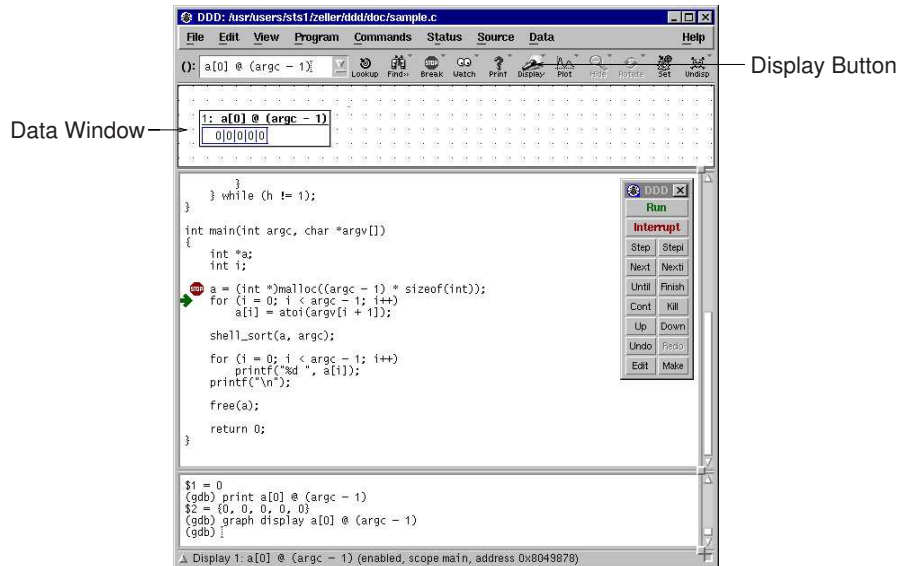 DDD: /usr/users/sts1/zeller/ddd/doc/sample.c
File Edit View Program Commands Status Source Data Help
(): a[0] @ (argc - 1)
Lookup Find>> Break Watch Print Display Plot Hide Rotate Set Undisp
Display Button
Data Window
1: a[0] @ (argc - 1)
0|0|0|0|0
}
} while (h != 1);
}
int main(int argc, char *argv[])
{
int *a;
int i;
STOP a = (int *)malloc((argc - 1) * sizeof(int));
for (i = 0; i < argc - 1; i++)
a[i] = atoi(argv[i + 1]);
shell_sort(a, argc);
for (i = 0; i < argc - 1; i++)
printf("%d ", a[i]);
printf("\n");
free(a);
return 0;
}
DDD
Run
Interrupt
Step Stepi
Next Nexti
Until Finish
Cont Kill
Up Down
Undo Redo
Edit Make
$1 = 0
(gdb) print a[0] @ (argc - 1)
$2 = {0, 0, 0, 0, 0}
(gdb) graph display a[0] @ (argc - 1)
(gdb)
Display 1: a[0] @ (argc - 1) (enabled, scope main, address 0x8049878)